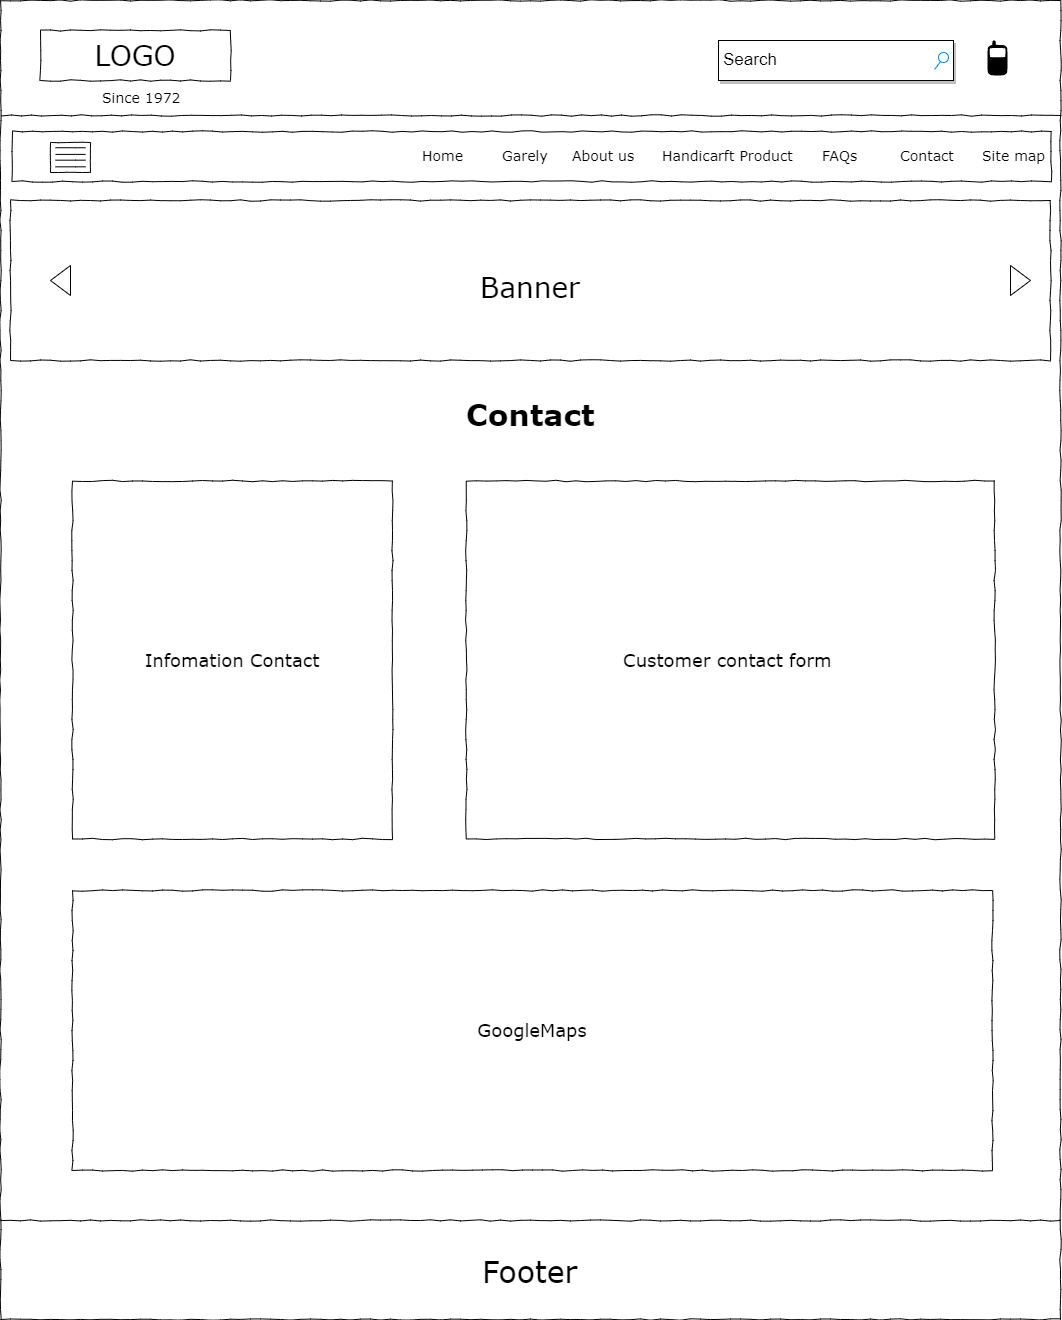 LOGO
Since 1972
Search
Home Garely About us Handicarft Product FAQs Contact Site map
Banner
Contact
Infomation Contact
Customer contact form
GoogleMaps
Footer